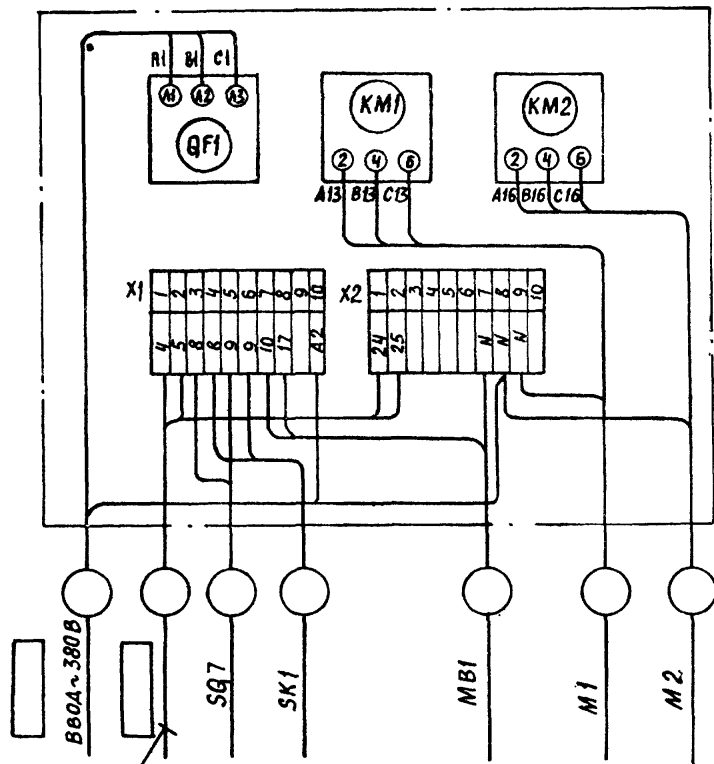 A1 B1 C1
A1 A2 A3
QF1
KM1
2 4 6
A13 B13 C13
KM2
2 4 6
A16 B16 C16
X1
1 2 3 4 5 6 7 8 9 10
4 5 8 8 9 9 10 17 A2
X2
1 2 3 4 5 6 7 8 9 10
24 25 N N N
ВВОД ~ 380 В
SQ7
SK1
MB1
M1
M2